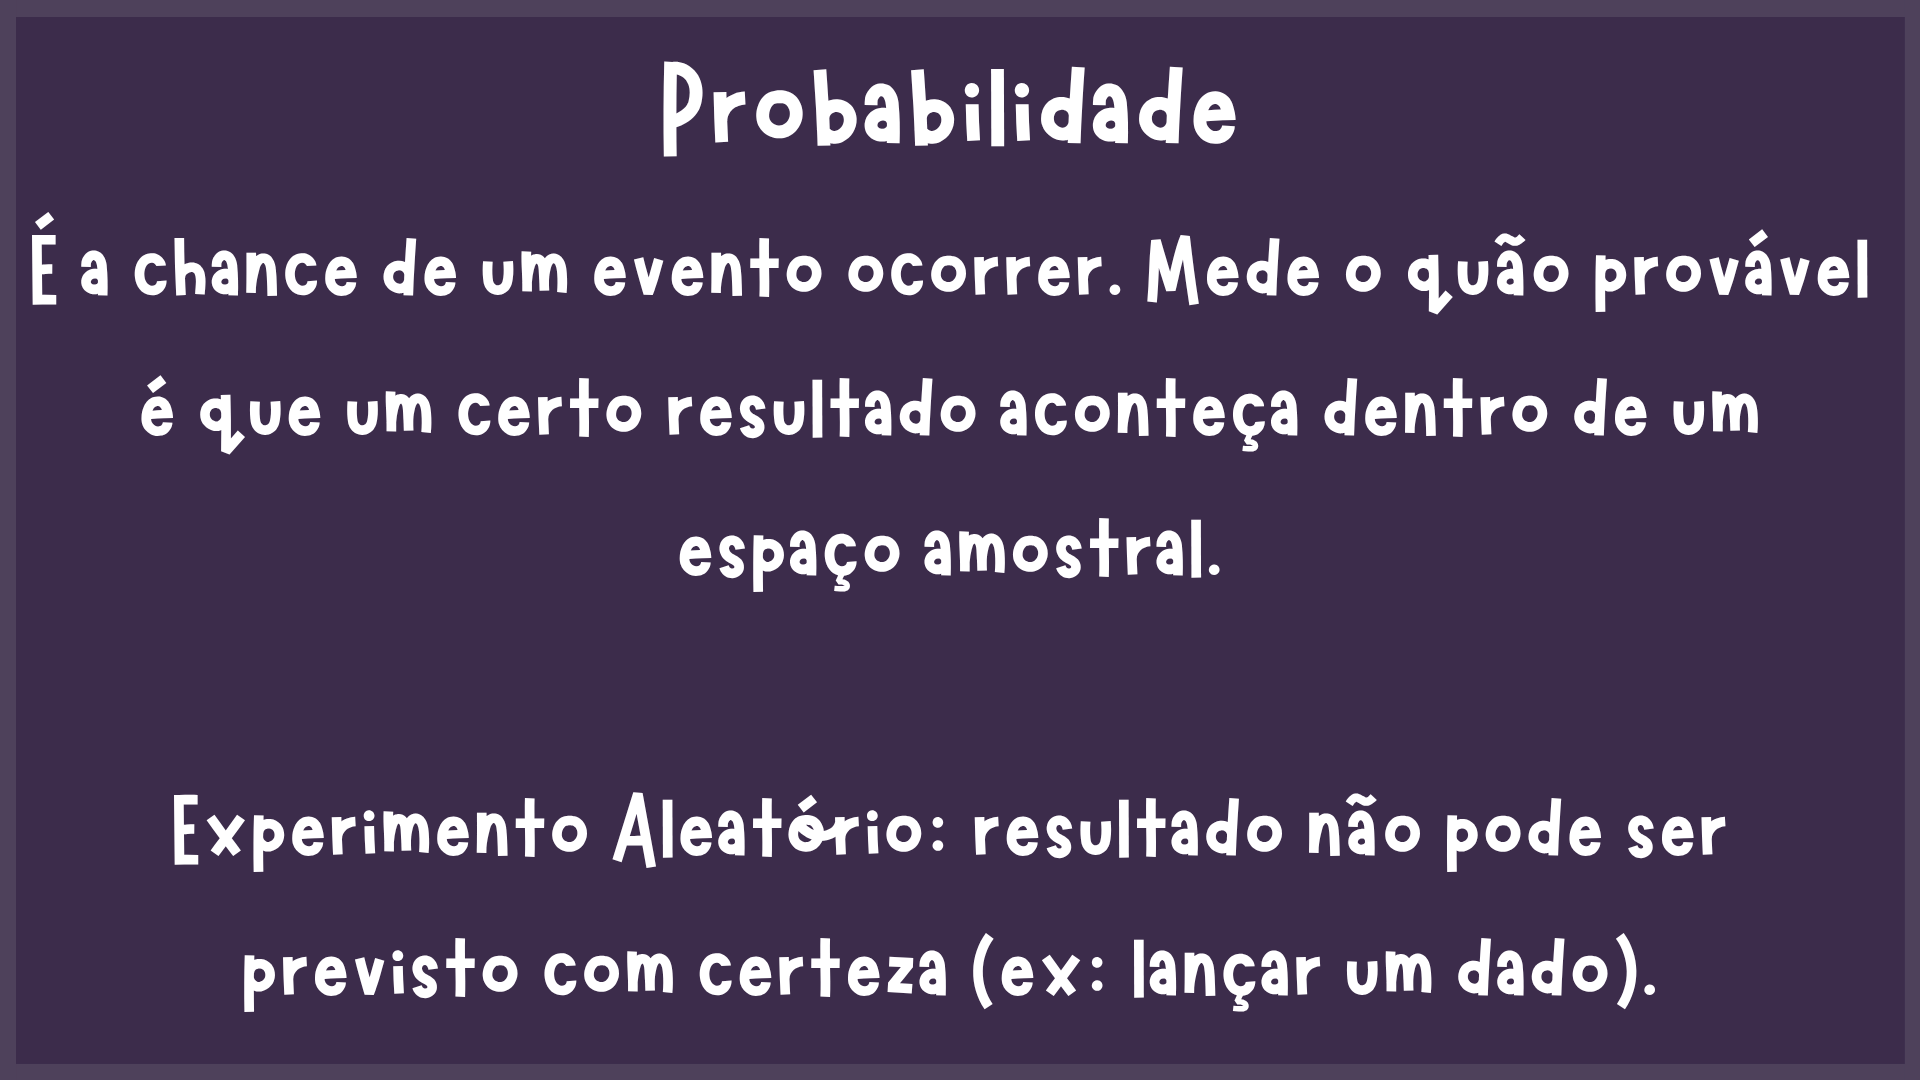 Probabilidade
É a chance de um evento ocorrer. Mede o quão provável
é que um certo resultado aconteça dentro de um
espaço amostral.
Experimento Aleatório: resultado não pode ser
previsto com certeza (ex: lançar um dado).